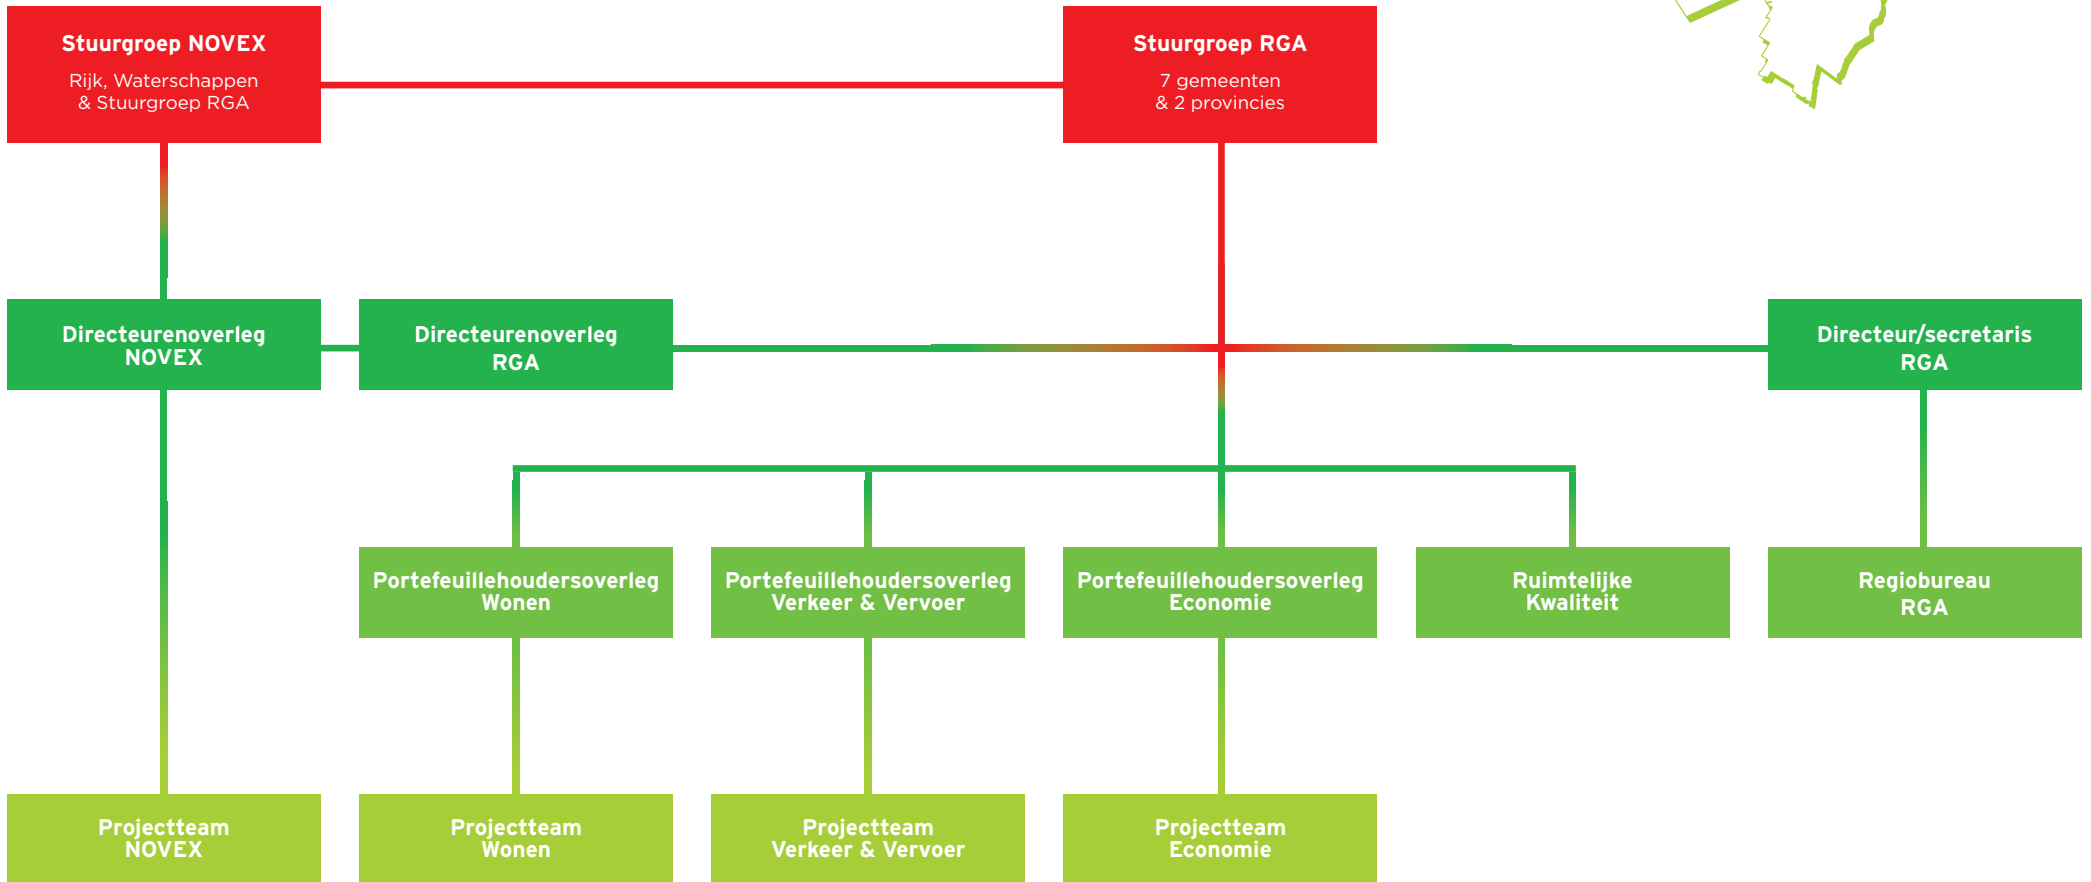 Stuurgroep NOVEX
Rijk, Waterschappen
& Stuurgroep RGA
Stuurgroep RGA
7 gemeenten
& 2 provincies
Directeurenoverleg
NOVEX
Directeurenoverleg
RGA
Directeur/secretaris
RGA
Portefeuillehoudersoverleg
Wonen
Portefeuillehoudersoverleg
Verkeer & Vervoer
Portefeuillehoudersoverleg
Economie
Ruimtelijke
Kwaliteit
Regiobureau
RGA
Projectteam
NOVEX
Projectteam
Wonen
Projectteam
Verkeer & Vervoer
Projectteam
Economie